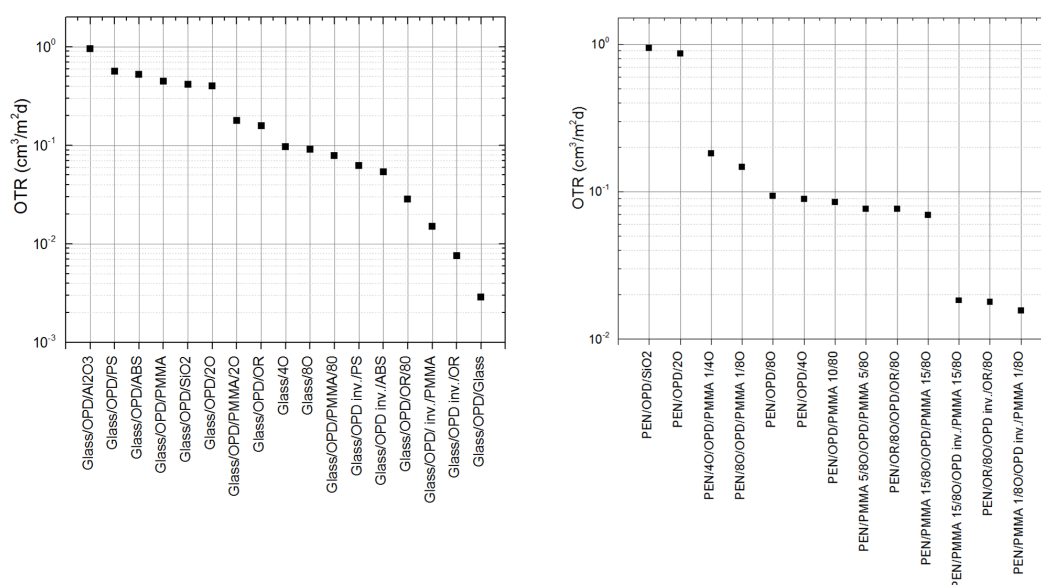 OTR (cm³/m²d)
10⁰
10⁻¹
10⁻²
10⁻³
Glass/OPD/Al2O3
Glass/OPD/PS
Glass/OPD/ABS
Glass/OPD/PMMA
Glass/OPD/SiO2
Glass/OPD/2O
Glass/OPD/PMMA/2O
Glass/OPD/OR
Glass/4O
Glass/8O
Glass/OPD/PMMA/80
Glass/OPD inv./PS
Glass/OPD inv./ABS
Glass/OPD/OR/80
Glass/OPD/ inv./PMMA
Glass/OPD inv./OR
Glass/OPD/Glass
OTR (cm³/m²d)
10⁰
10⁻¹
10⁻²
PEN/OPD/SiO2
PEN/OPD/2O
PEN/4O/OPD/PMMA 1/4O
PEN/8O/OPD/PMMA 1/8O
PEN/OPD/8O
PEN/OPD/4O
PEN/OPD/PMMA 10/80
PEN/PMMA 5/8O/OPD/PMMA 5/8O
PEN/OR/8O/OPD/OR/8O
PEN/PMMA 15/8O/OPD/PMMA 15/8O
PEN/PMMA 15/8O/OPD inv./PMMA 15/8O
PEN/OR/8O/OPD inv./OR/8O
PEN/PMMA 1/8O/OPD inv./PMMA 1/8O